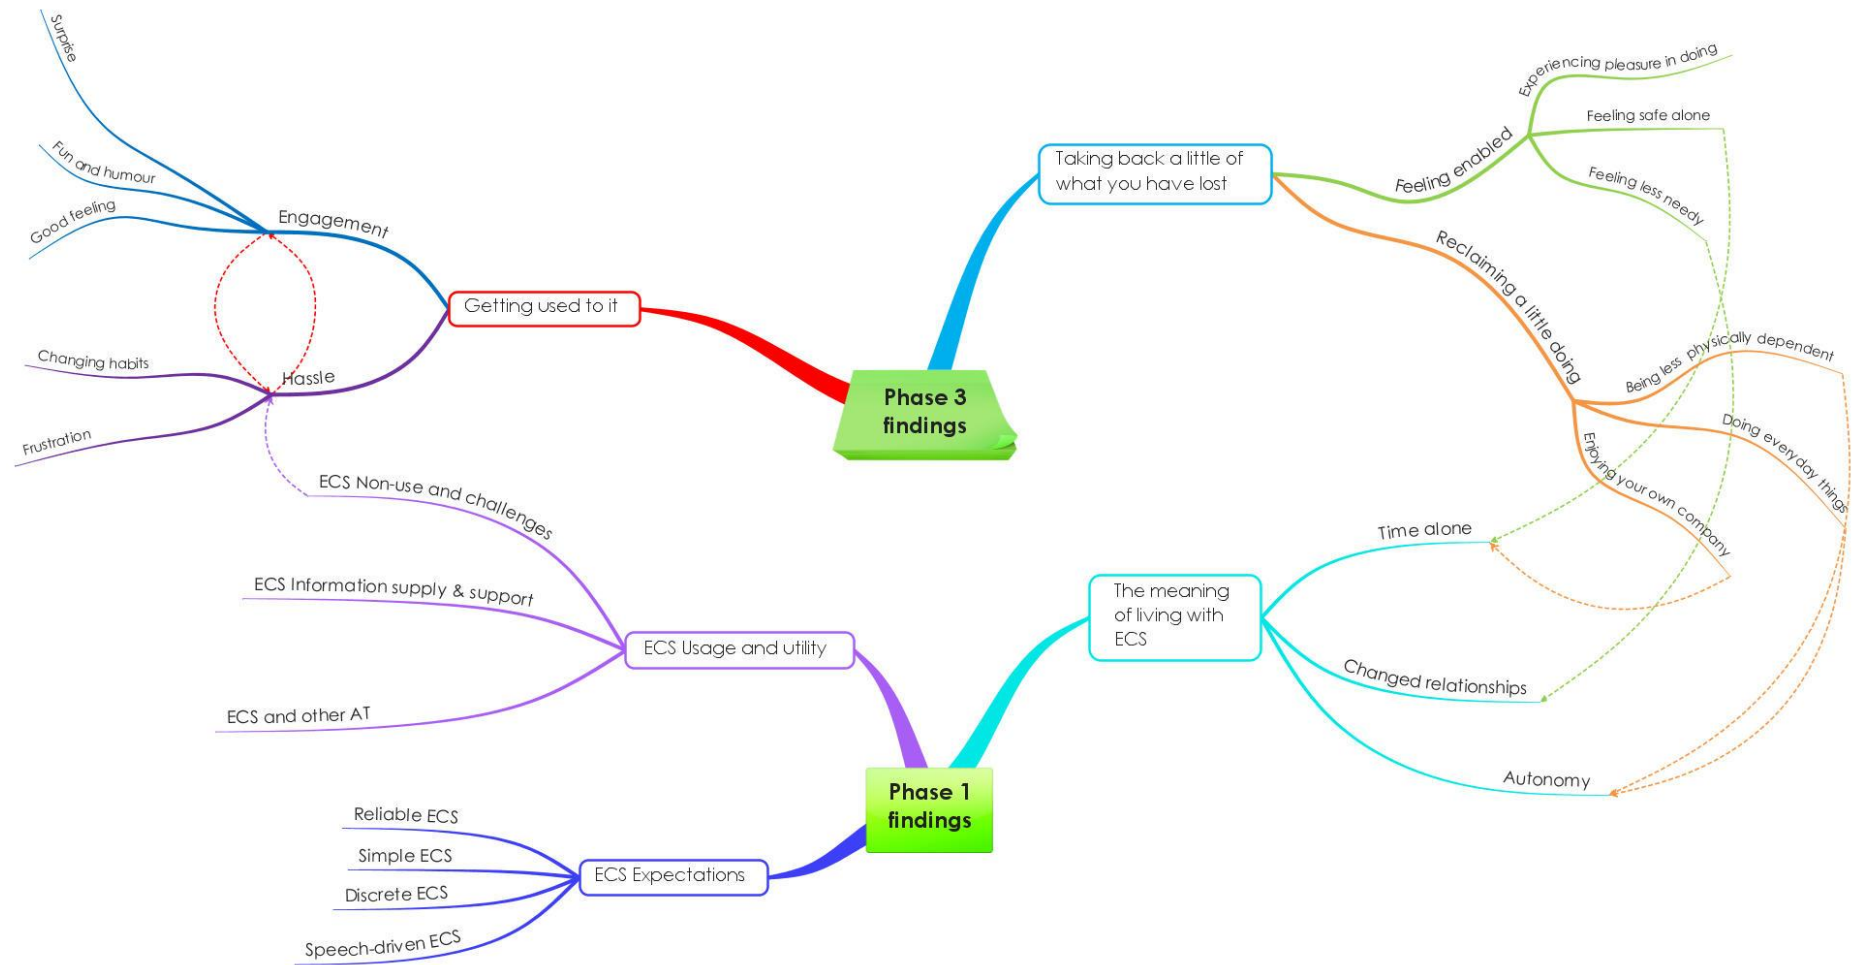 Surprise
Fun and humour
Good feeling
Engagement
Changing habits
Hassle
Frustration
Getting used to it
Phase 3
findings
Taking back a little of
what you have lost
Feeling enabled
Experiencing pleasure in doing
Feeling safe alone
Feeling less needy
Reclaiming a little doing
Being less physically dependent
Doing everyday things
Enjoying your own company
ECS Non-use and challenges
ECS Information supply & support
ECS and other AT
ECS Usage and utility
The meaning
of living with
ECS
Time alone
Changed relationships
Autonomy
Phase 1
findings
Reliable ECS
Simple ECS
Discrete ECS
Speech-driven ECS
ECS Expectations